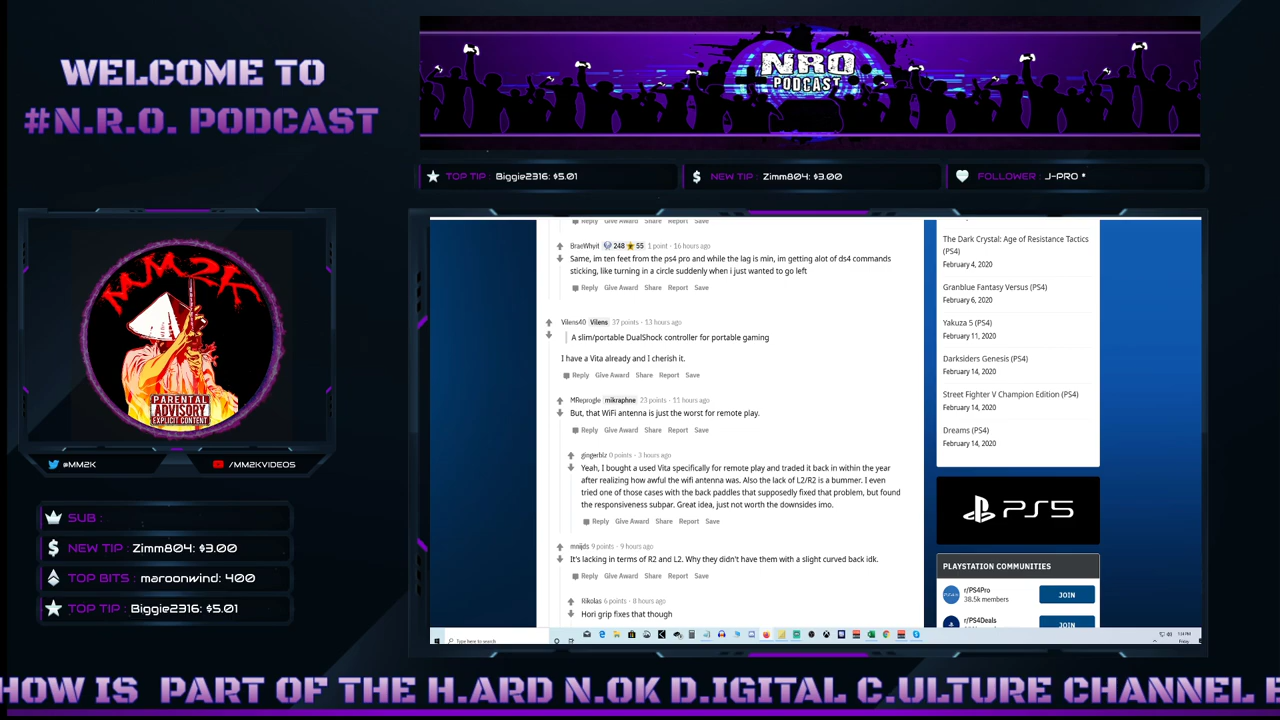 WELCOME TO
#N.R.O. PODCAST
NRO
PODCAST
TOP TIP : Biggie2316: $5.01
$ NEW TIP : Zimm804: $3.00
FOLLOWER : J-PRO *
MM2K
PARENTAL
ADVISORY
EXPLICIT CONTENT
@MM2K
/MM2KVIDEOS
SUB :
$ NEW TIP : Zimm804: $3.00
TOP BITS : maroonwind: 400
TOP TIP : Biggie2316: $5.01
Reply Give Award Share Report Save
BraeWhyit 248 55 1 point · 16 hours ago
Same, im ten feet from the ps4 pro and while the lag is min, im getting alot of ds4 commands
sticking, like turning in a circle suddenly when i just wanted to go left
Reply Give Award Share Report Save
Vilens40 Vilens 37 points · 13 hours ago
A slim/portable DualShock controller for portable gaming
I have a Vita already and I cherish it.
Reply Give Award Share Report Save
MReprogle mikraphne 23 points · 11 hours ago
But, that WiFi antenna is just the worst for remote play.
Reply Give Award Share Report Save
gingerbiz 0 points · 3 hours ago
Yeah, I bought a used Vita specifically for remote play and traded it back in within the year
after realizing how awful the wifi antenna was. Also the lack of L2/R2 is a bummer. I even
tried one of those cases with the back paddles that supposedly fixed that problem, but found
the responsiveness subpar. Great idea, just not worth the downsides imo.
Reply Give Award Share Report Save
mnijds 9 points · 9 hours ago
It's lacking in terms of R2 and L2. Why they didn't have them with a slight curved back idk.
Reply Give Award Share Report Save
Rikolas 6 points · 8 hours ago
Hori grip fixes that though
The Dark Crystal: Age of Resistance Tactics
(PS4)
February 4, 2020
Granblue Fantasy Versus (PS4)
February 6, 2020
Yakuza 5 (PS4)
February 11, 2020
Darksiders Genesis (PS4)
February 14, 2020
Street Fighter V Champion Edition (PS4)
February 14, 2020
Dreams (PS4)
February 14, 2020
PS5
PLAYSTATION COMMUNITIES
r/PS4Pro
38.5k members
JOIN
r/PS4Deals
JOIN
Type here to search
Friday
HOW IS PART OF THE H.ARD N.OK D.IGITAL C.ULTURE CHANNEL